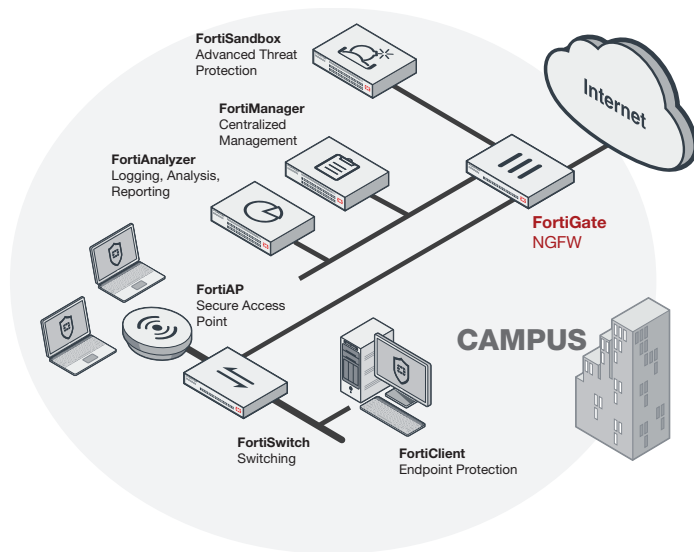 FortiSandbox
Advanced Threat
Protection
Internet
FortiManager
Centralized
Management
FortiAnalyzer
Logging, Analysis,
Reporting
FortiGate
NGFW
FortiAP
Secure Access
Point
CAMPUS
FortiSwitch
Switching
FortiClient
Endpoint Protection